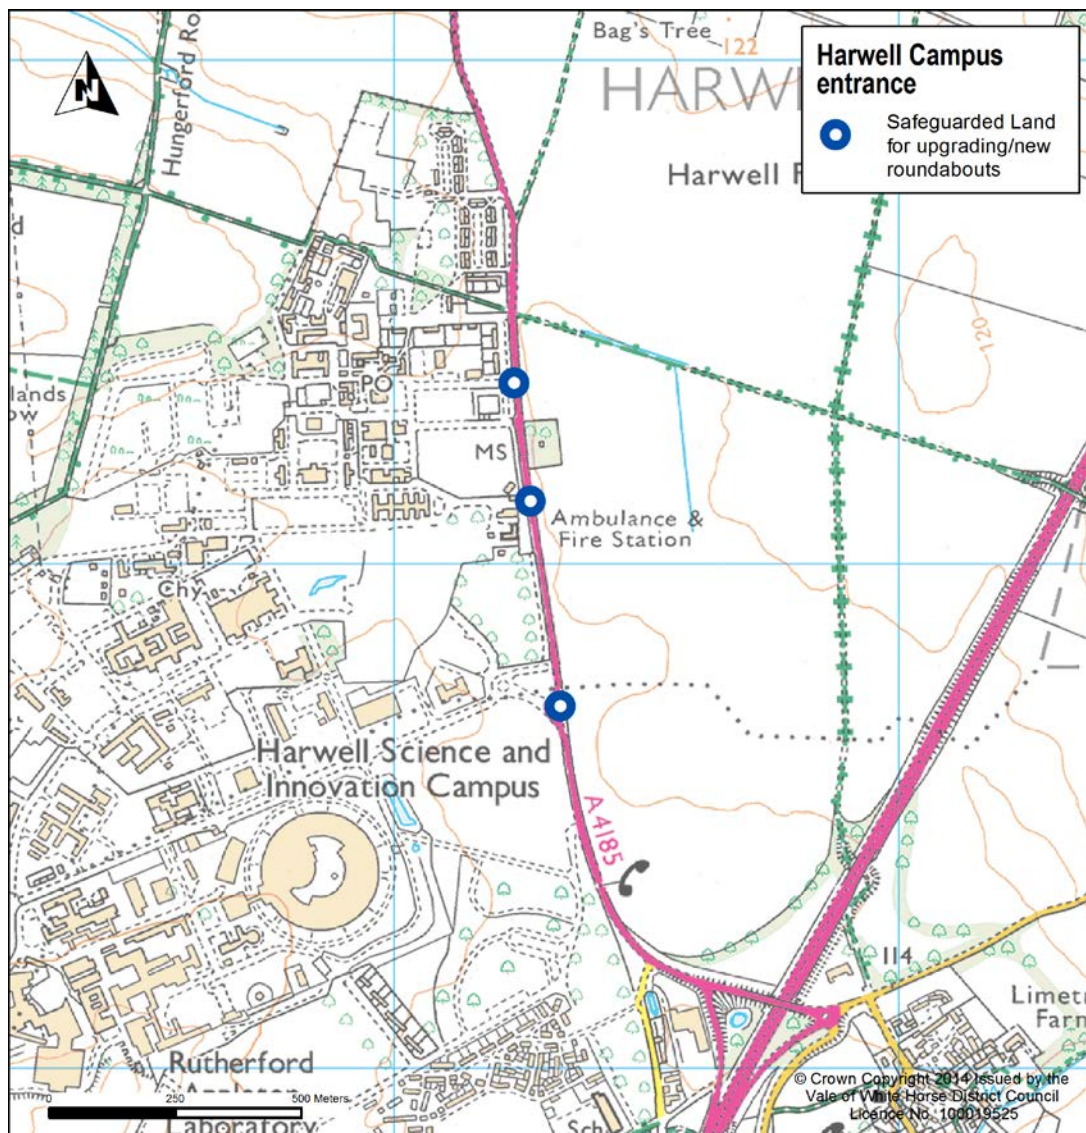 Bag's Tree
122
Harwell Campus
entrance
Safeguarded Land
for upgrading/new
roundabouts
N
Hungerford Ro
HARW
Harwell
d
120
PO
lands
ow
MS
Ambulance &
Fire Station
Chy
Harwell Science and
Innovation Campus
A 4185
114
Limetr
Farm
Rutherford
Laboratory
0 250 500 Meters
Sch
© Crown Copyright 2014 Issued by the
Vale of White Horse District Council
Licence No. 100019525